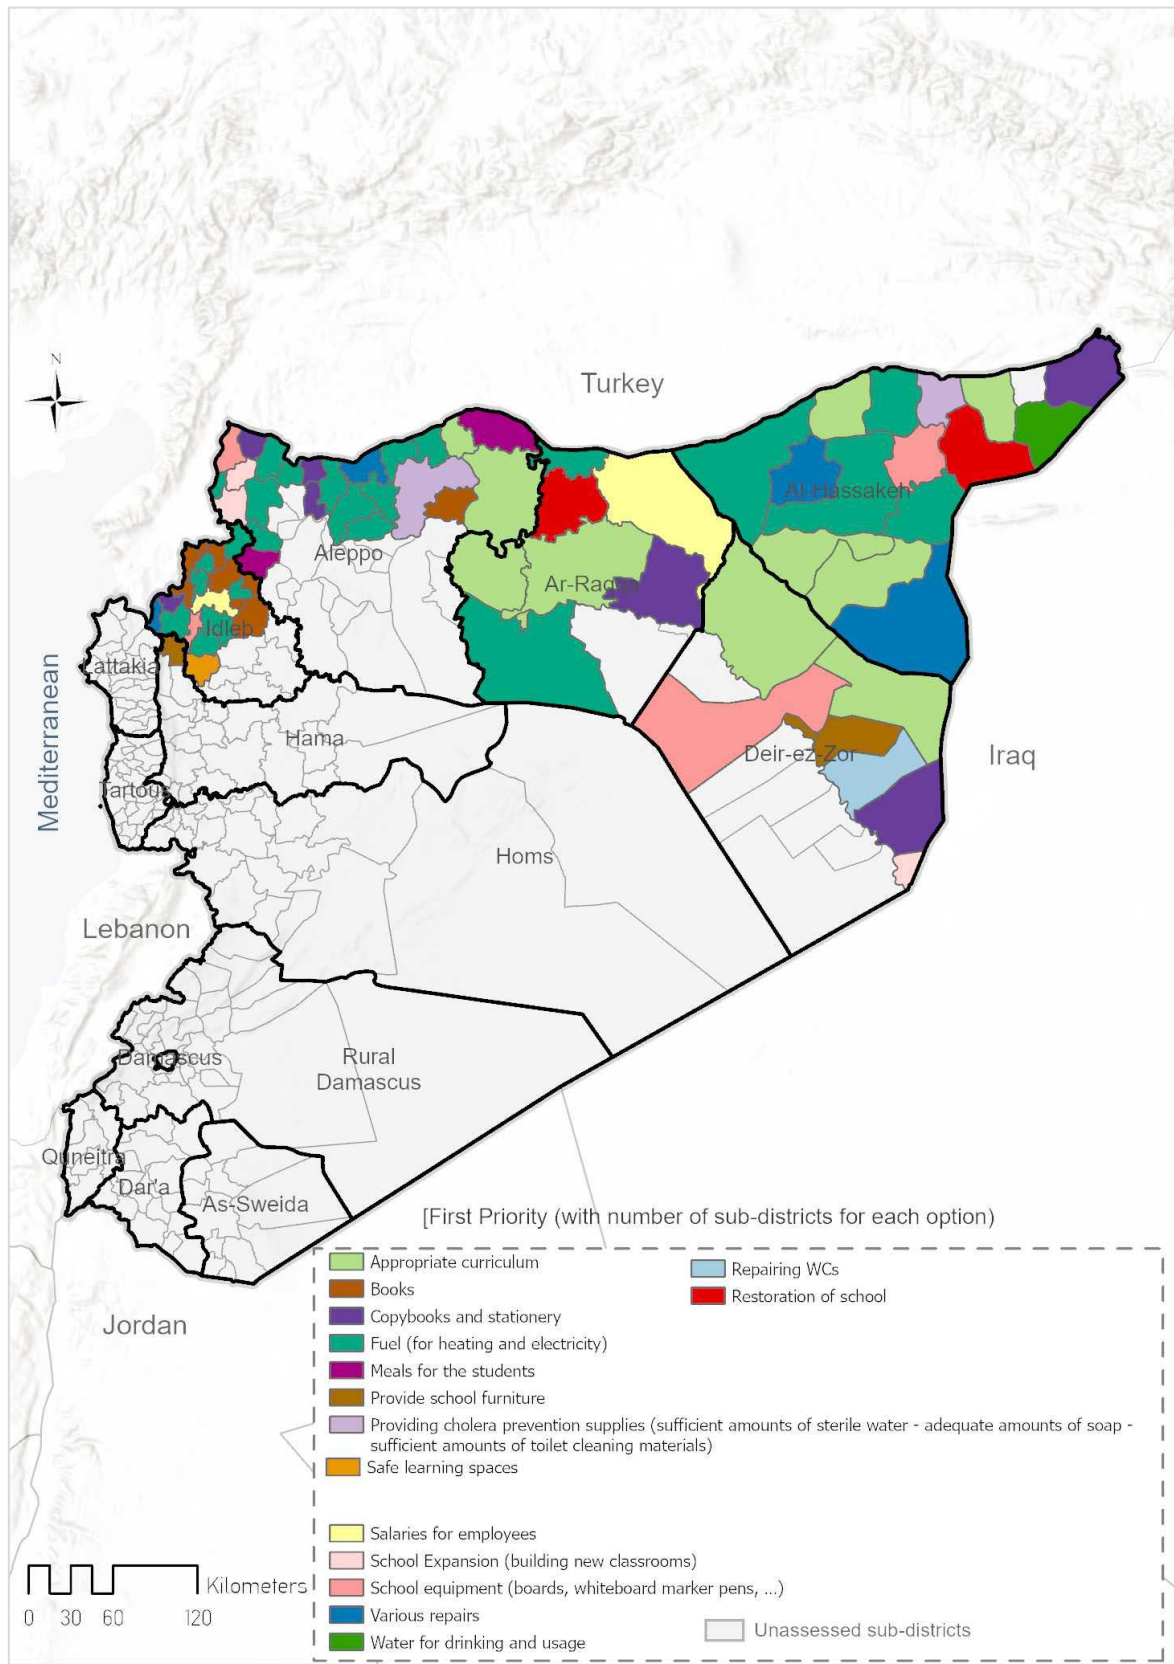 N
Turkey
Al Hassakeh
Aleppo
Ar-Raqqa
Idleb
Lattakia
Mediterranean
Hama
Deir-ez-Zor
Iraq
Tartous
Homs
Lebanon
Damascus
Rural
Damascus
Quneitra
Dar'a
As-Sweida
[First Priority (with number of sub-districts for each option)
Jordan
Appropriate curriculum
Books
Copybooks and stationery
Fuel (for heating and electricity)
Meals for the students
Provide school furniture
Providing cholera prevention supplies (sufficient amounts of sterile water - adequate amounts of soap -
sufficient amounts of toilet cleaning materials)
Safe learning spaces
Salaries for employees
School Expansion (building new classrooms)
School equipment (boards, whiteboard marker pens, ...)
Various repairs
Water for drinking and usage
Repairing WCs
Restoration of school
Unassessed sub-districts
Kilometers
0 30 60 120